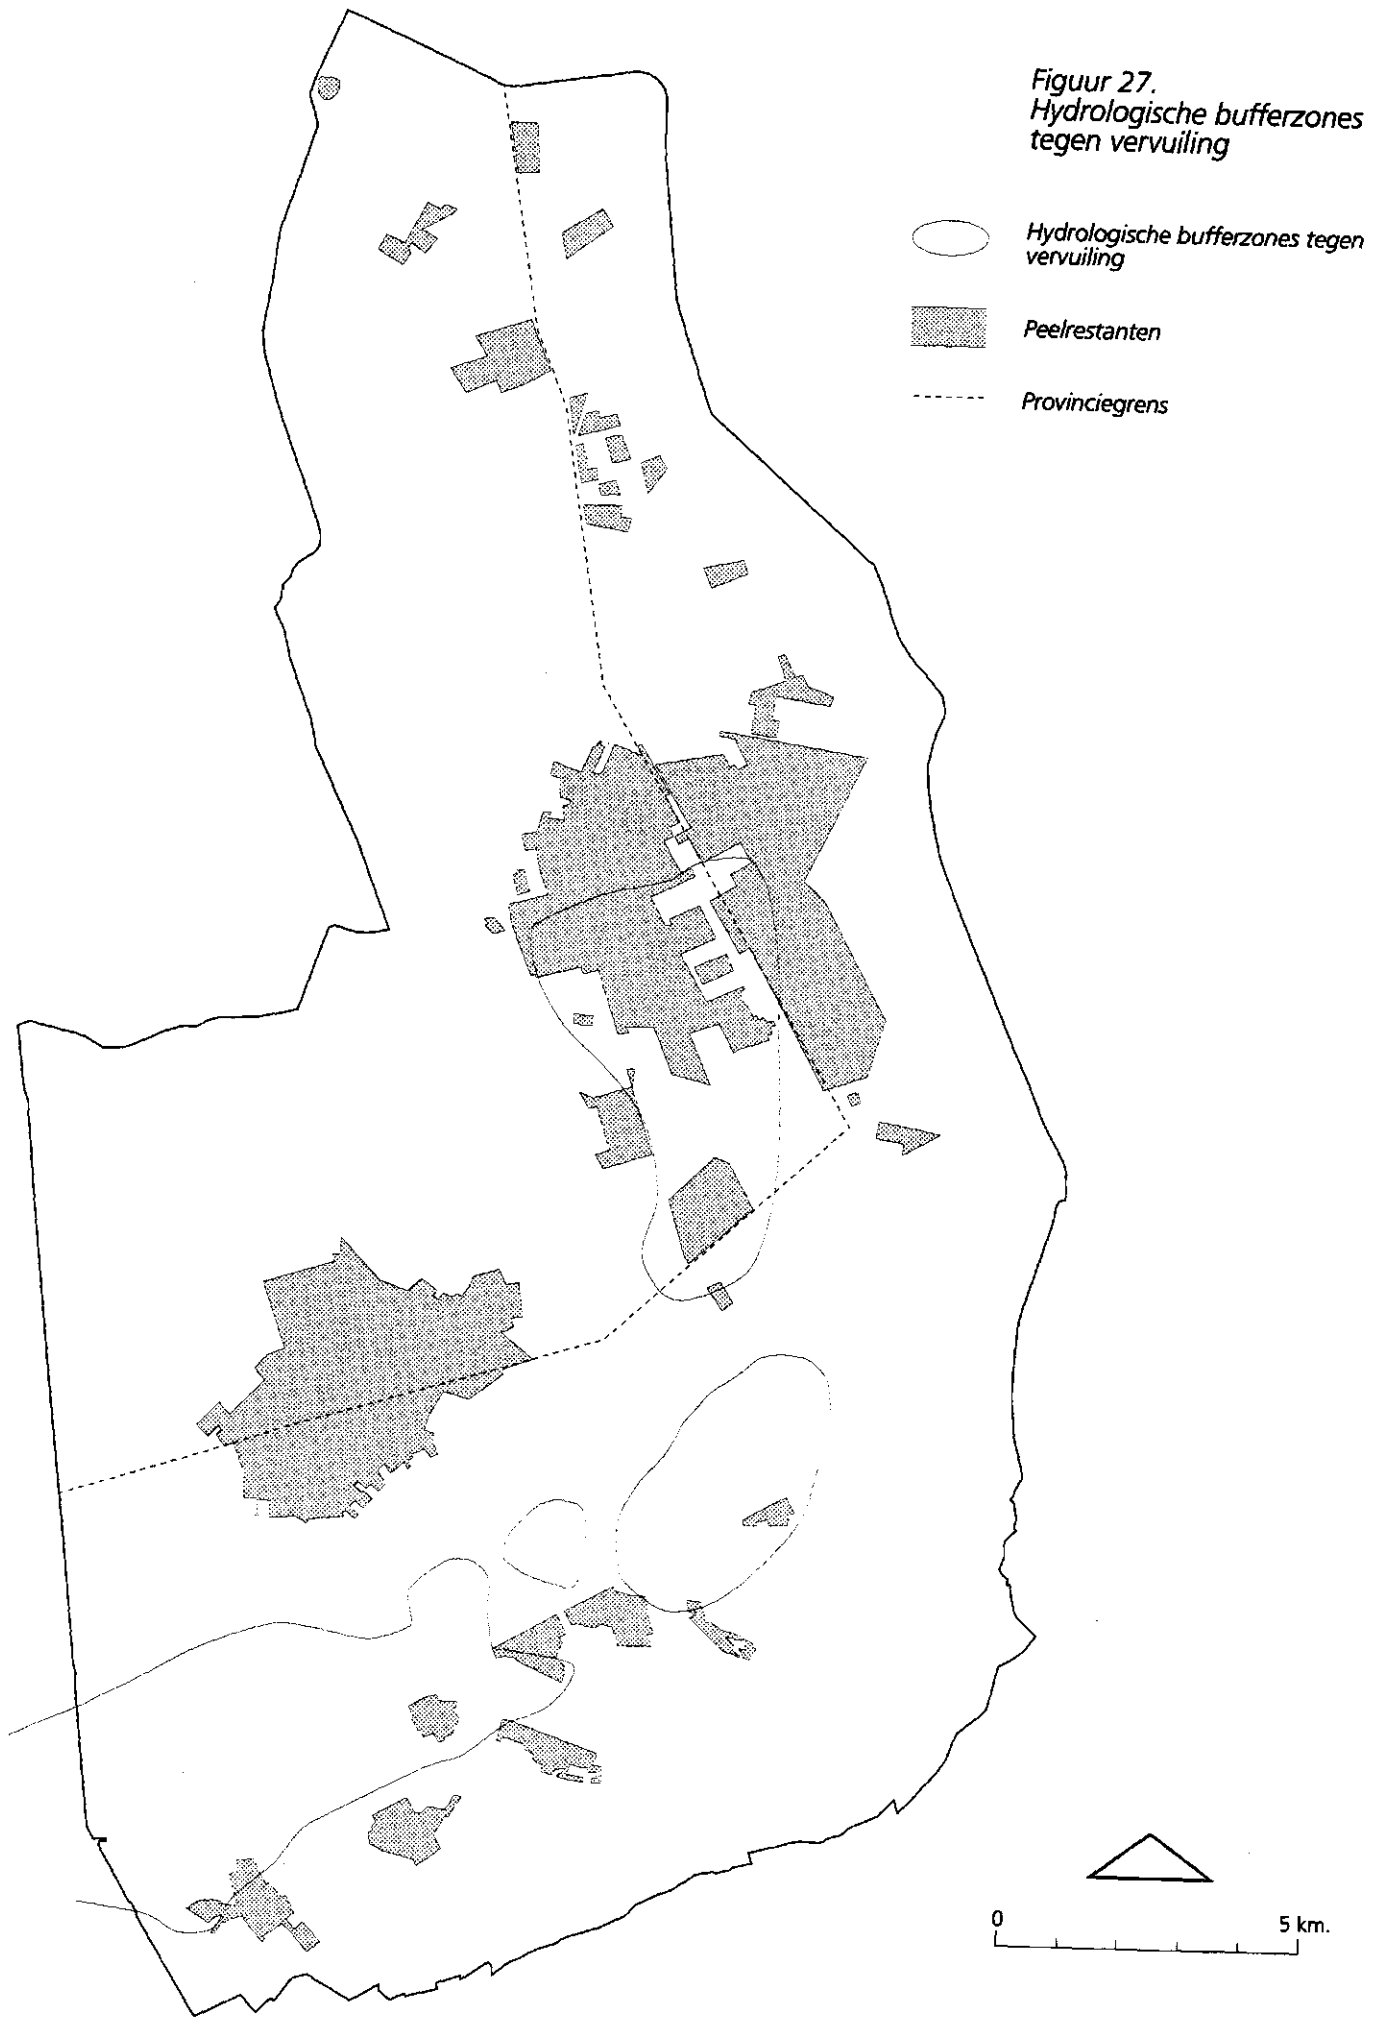 Figuur 27.
Hydrologische bufferzones
tegen vervuiling
Hydrologische bufferzones tegen
vervuiling
Peelrestanten
Provinciegrens
0 5 km.